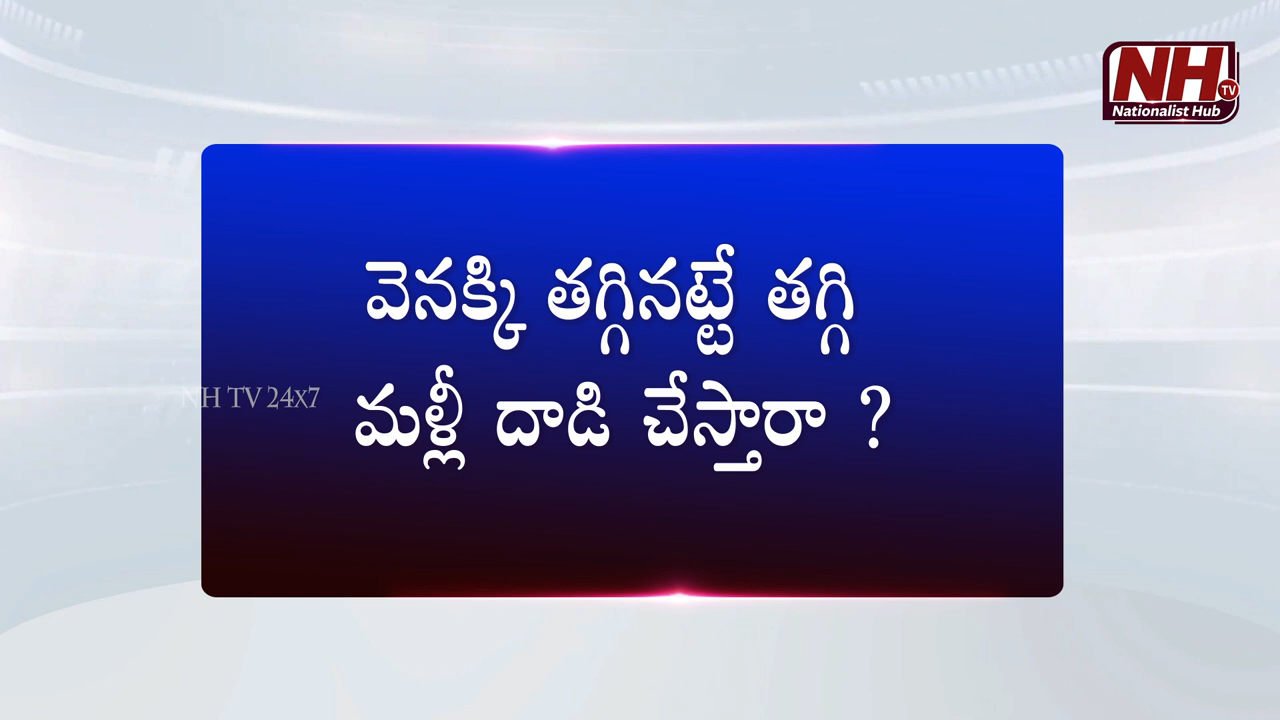 NH
TV
Nationalist Hub
వెనక్కి తగ్గినట్టే తగ్గి
NH TV 24x7
మళ్లీ దాడి చేస్తారా ?